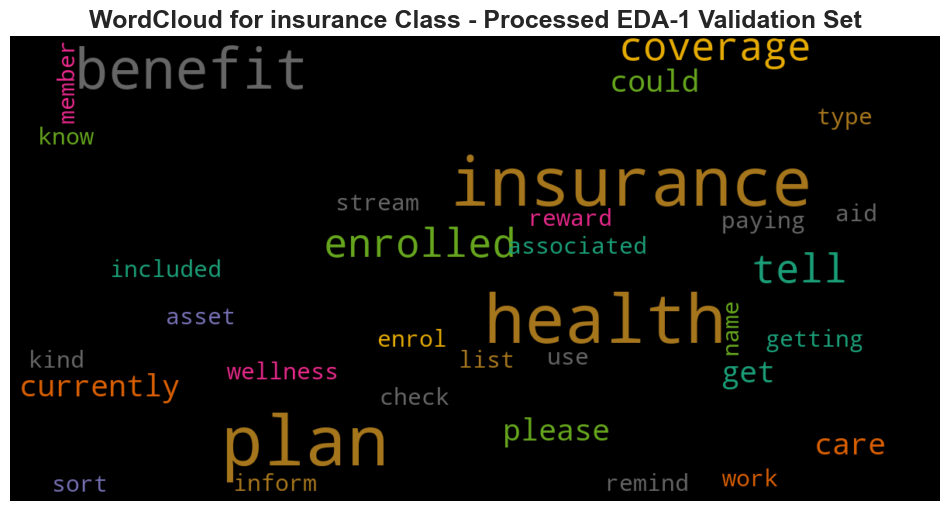 WordCloud for insurance Class - Processed EDA-1 Validation Set
member
benefit
coverage
could
know
type
insurance
stream
reward
paying
aid
enrolled
associated
included
tell
asset
name
enrol
getting
kind
list
use
wellness
get
currently
check
plan
please
care
sort
inform
remind
work
health